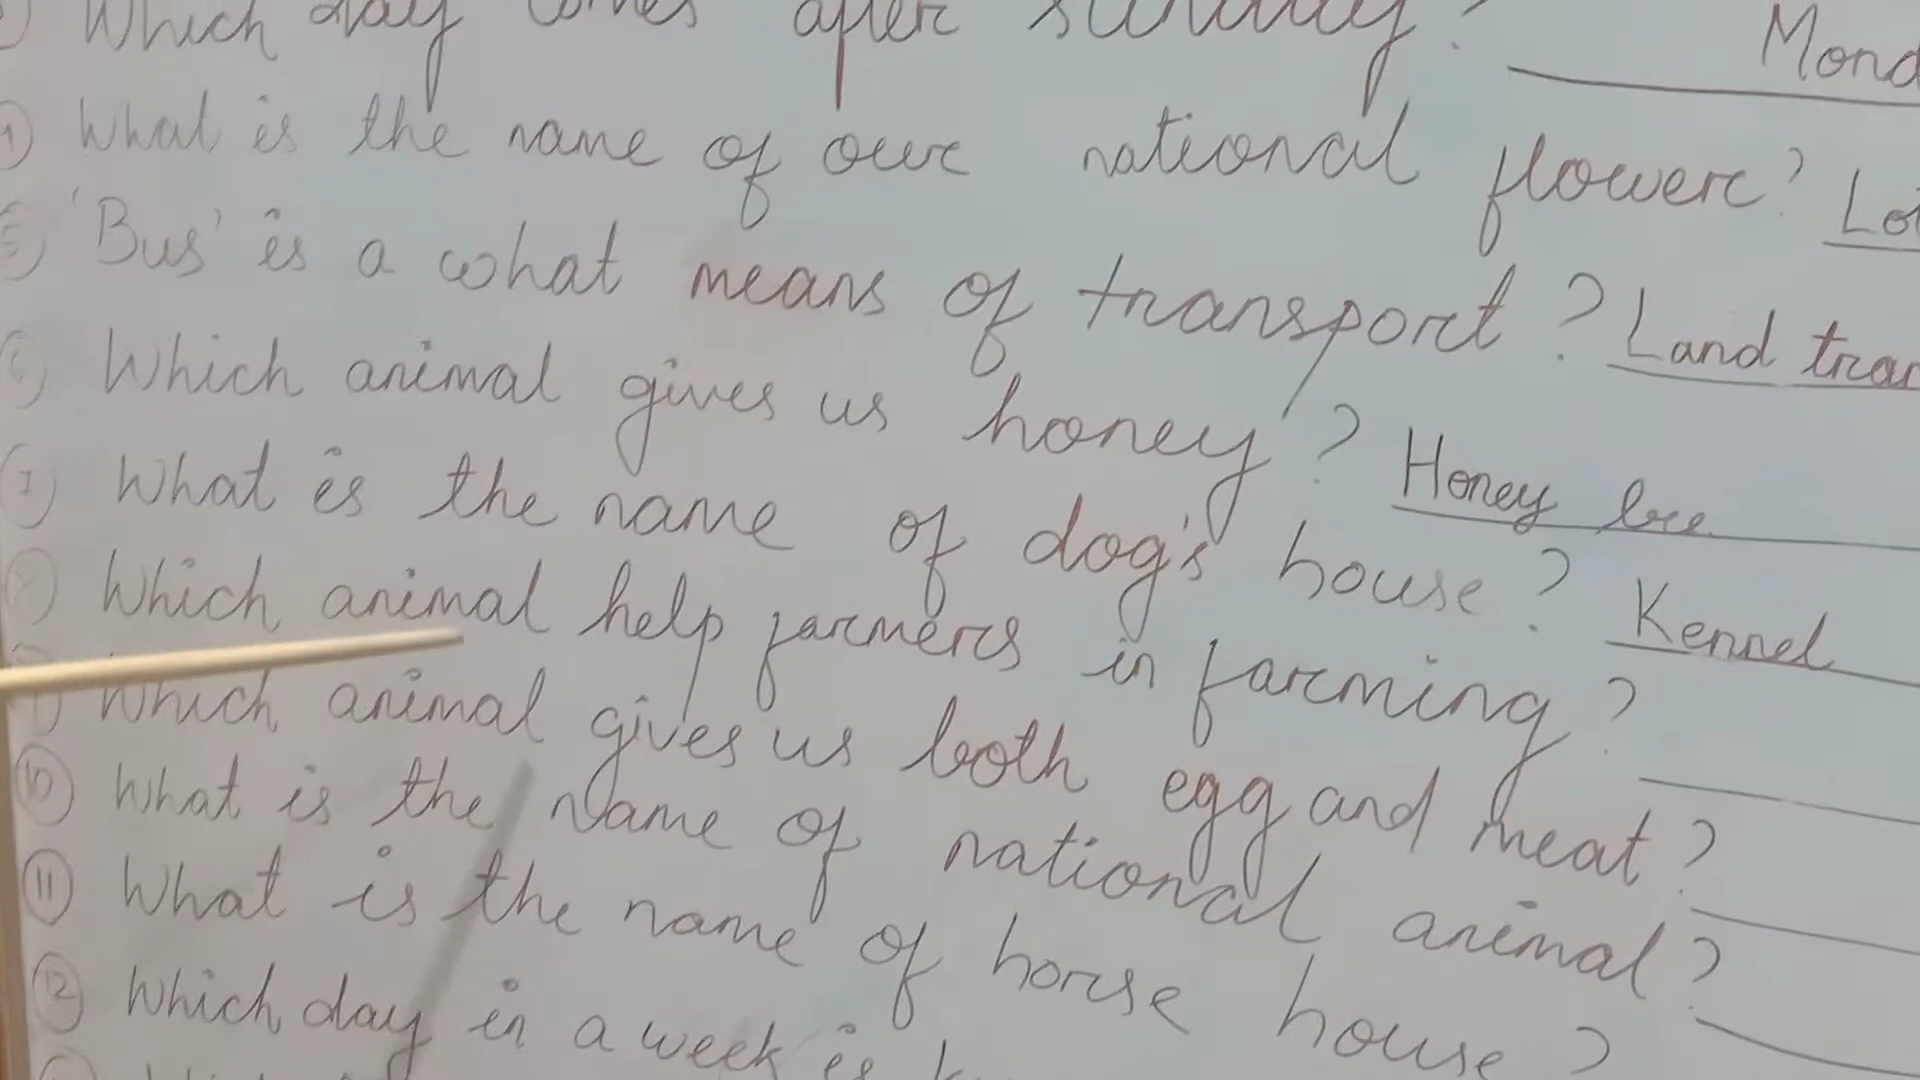 Which day comes after sunday? Mond
4 What is the name of our national flower? Lot
5 'Bus' is a what means of transport? Land tran
6 Which animal gives us honey? Honey bee
7 What is the name of dog's house? Kennel
8 Which animal help farmers in farming?
Which animal gives us both egg and meat?
10 What is the name of national animal?
11 What is the name of horse house?
12 Which day in a week is